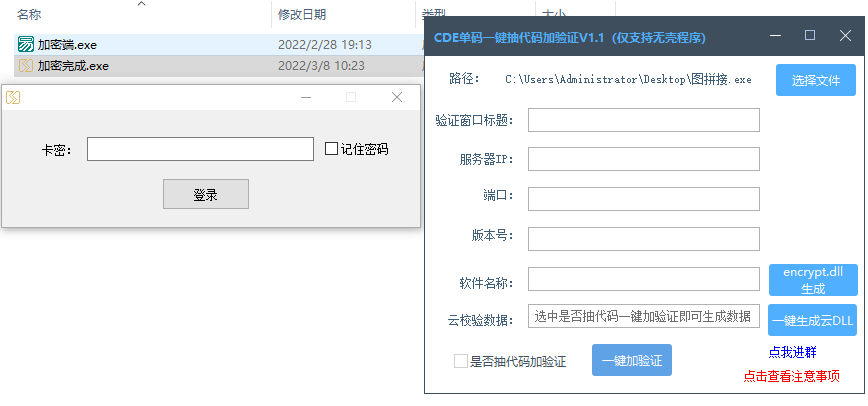 名称 修改日期 类型 大小
加密端.exe 2022/2/28 19:13
加密完成.exe 2022/3/8 10:23
卡密：
记住密码
登录
CDE单码一键抽代码加验证V1.1（仅支持无壳程序）
路径： C:\Users\Administrator\Desktop\图拼接.exe 选择文件
验证窗口标题：
服务器IP：
端口：
版本号：
软件名称： encrypt.dll
生成
云校验数据： 选中是否抽代码一键加验证即可生成数据 一键生成云DLL
点我进群
是否抽代码加验证 一键加验证
点击查看注意事项